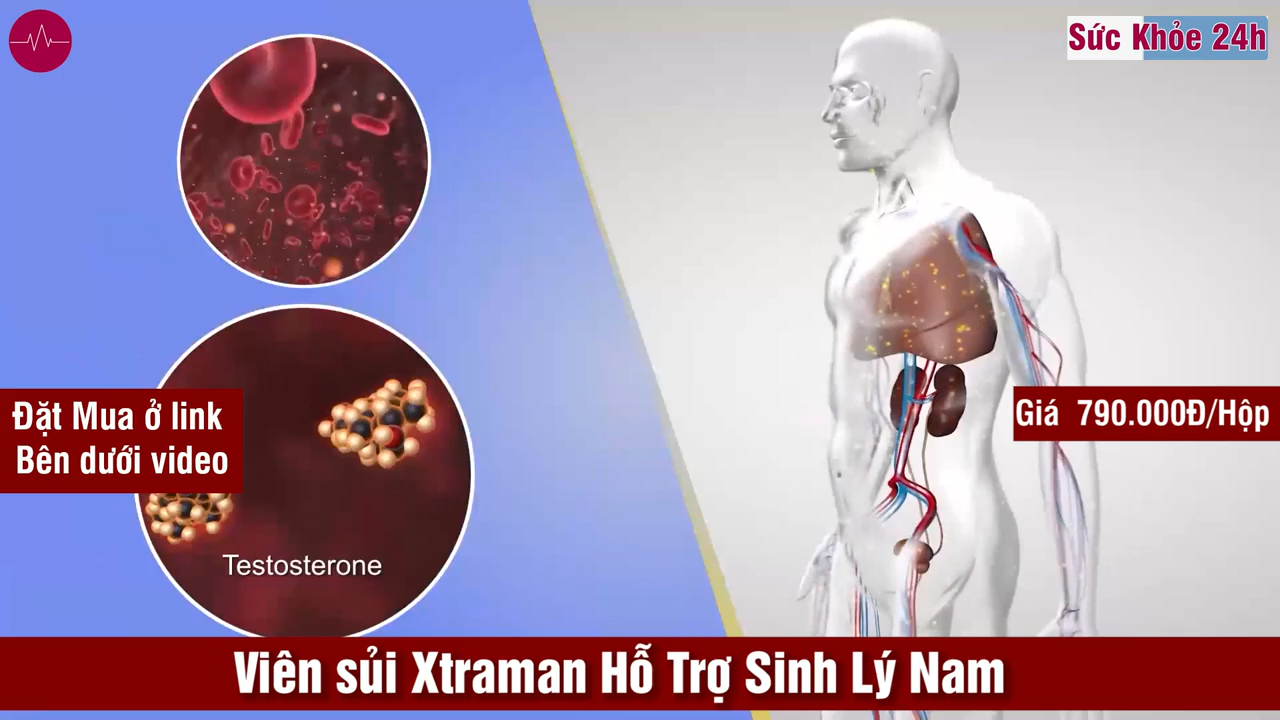 Sức Khỏe 24h
Đặt Mua ở link
Bên dưới video
Giá 790.000Đ/Hộp
Testosterone
Viên sủi Xtraman Hỗ Trợ Sinh Lý Nam